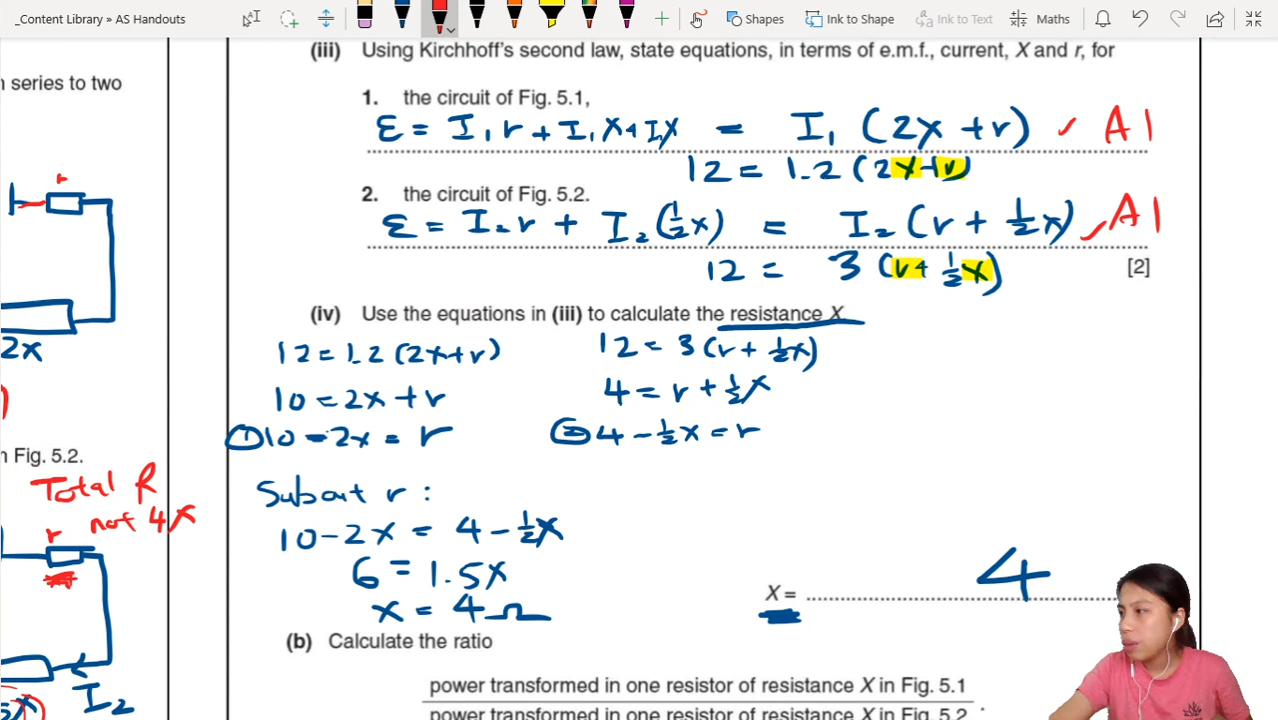 _Content Library » AS Handouts
Shapes
Ink to Shape
Ink to Text
Maths
n series to two
r
2x
n Fig. 5.2.
Total R
not 4X
r
I₂
(iii) Using Kirchhoff's second law, state equations, in terms of e.m.f., current, X and r, for
1. the circuit of Fig. 5.1,
ε = I₁r + I₁X + I₁X = I₁ (2x + r) ✓ A1
12 = 1.2 (2x + r)
2. the circuit of Fig. 5.2.
ε = I₂r + I₂(½x) = I₂ (r + ½x) ✓ A1
12 = 3 (r + ½x) [2]
(iv) Use the equations in (iii) to calculate the resistance X.
12 = 1.2 (2x + r) 12 = 3 (r + ½x)
10 = 2x + r 4 = r + ½x
① 10 - 2x = r ② 4 - ½x = r
Sub out r :
10 - 2x = 4 - ½x
6 = 1.5x
x = 4 Ω
X = 4
(b) Calculate the ratio
power transformed in one resistor of resistance X in Fig. 5.1
power transformed in one resistor of resistance X in Fig. 5.2